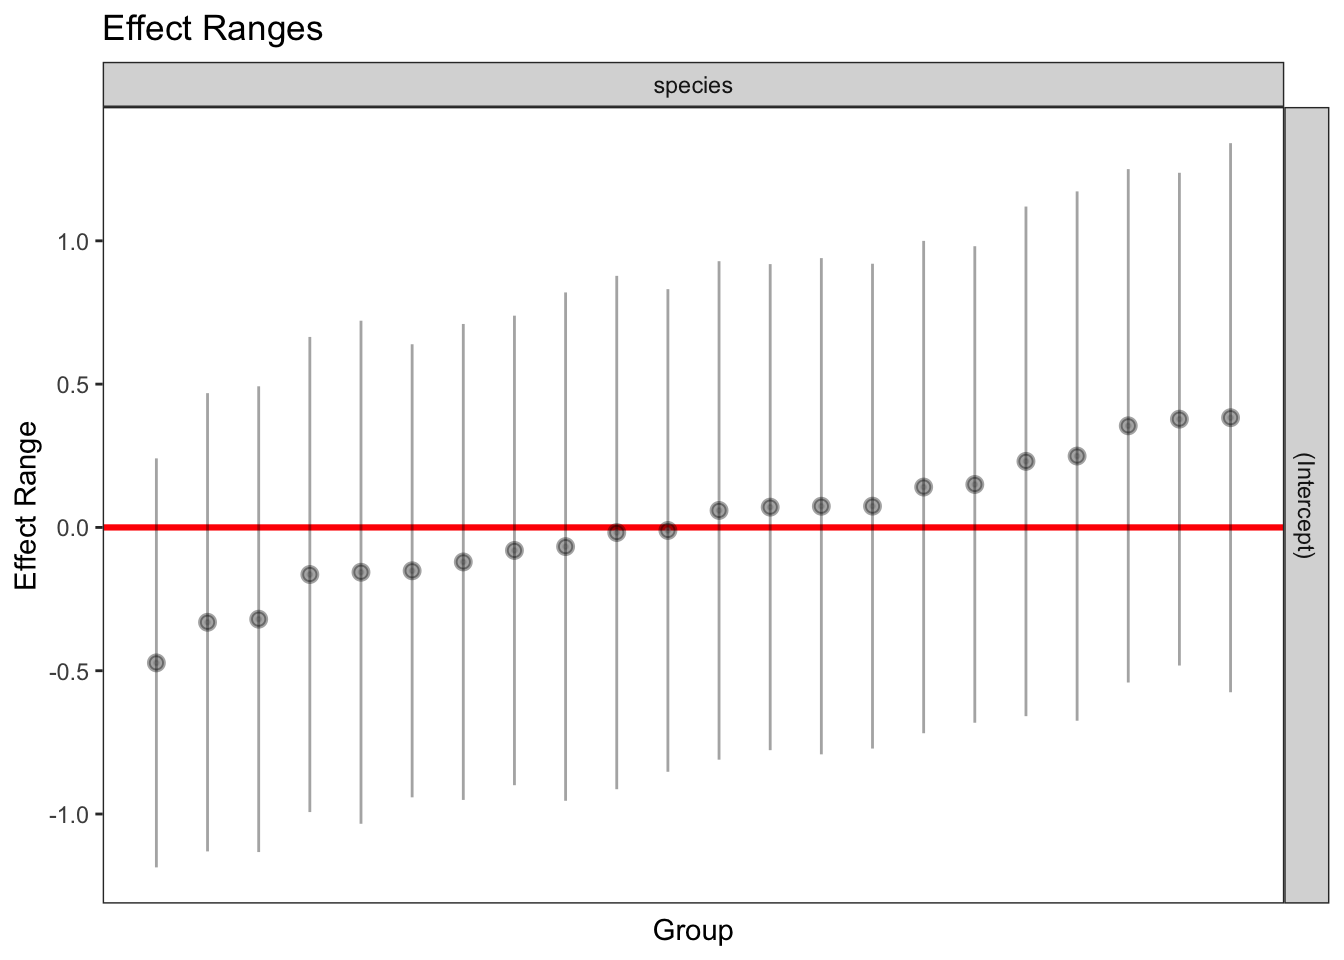 Effect Ranges
species
1.0
0.5
0.0
-0.5
-1.0
Effect Range
(Intercept)
Group